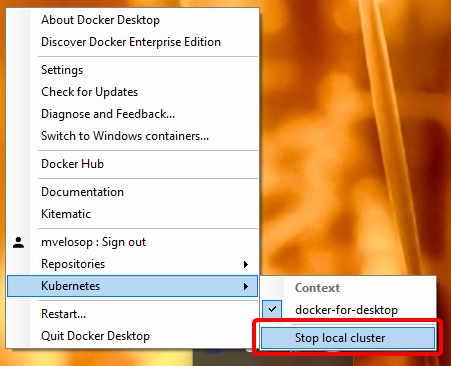 About Docker Desktop
Discover Docker Enterprise Edition
Settings
Check for Updates
Diagnose and Feedback...
Switch to Windows containers...
Docker Hub
Documentation
Kitematic
mvelosop : Sign out
Repositories
Kubernetes
Restart...
Quit Docker Desktop
Context
docker-for-desktop
Stop local cluster